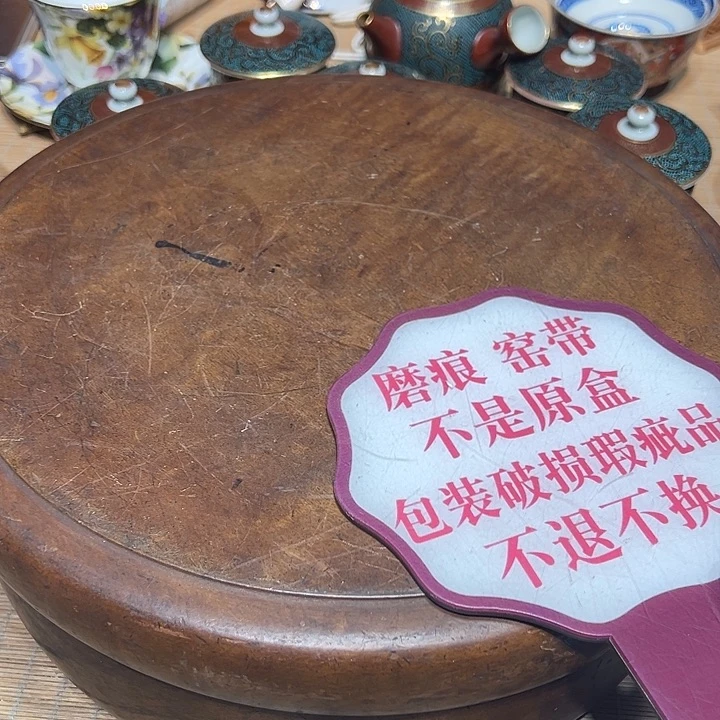 磨痕 窑带
不是原盒
包装破损瑕疵品
不退不换